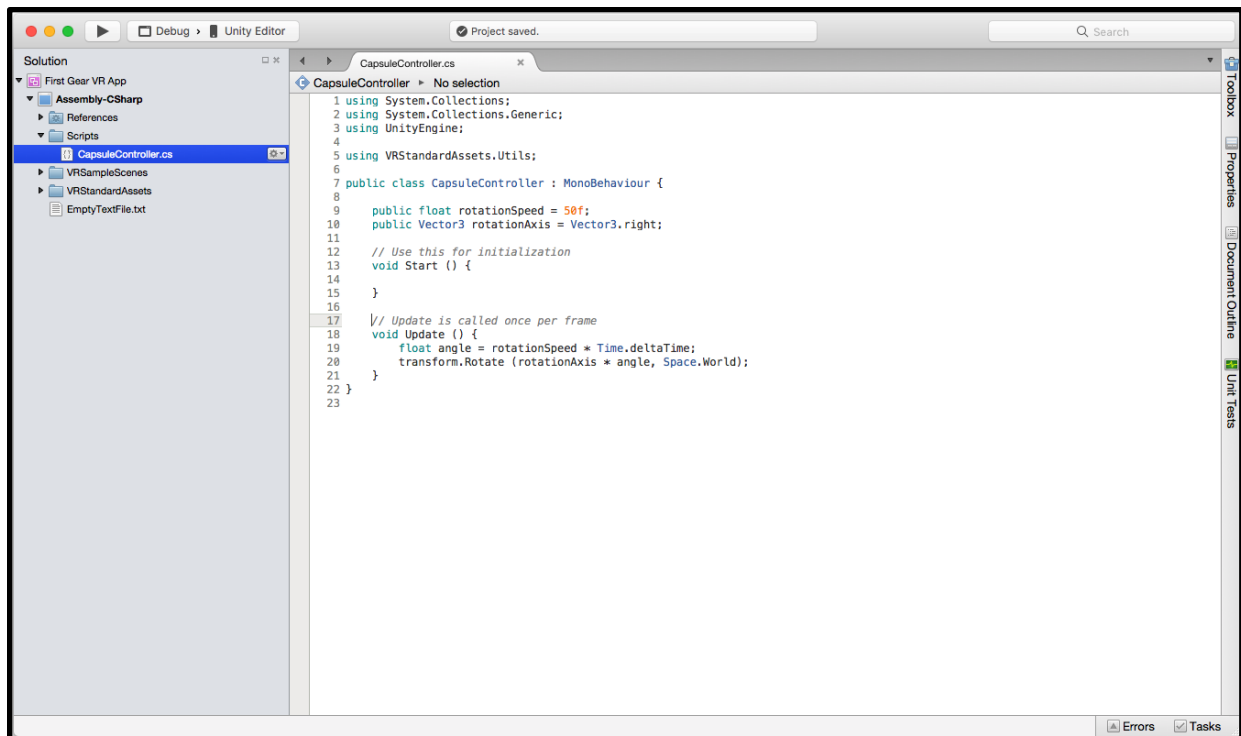 Debug › Unity Editor
Project saved.
Search
Solution
First Gear VR App
Assembly-CSharp
References
Scripts
CapsuleController.cs
VRSampleScenes
VRStandardAssets
EmptyTextFile.txt
CapsuleController.cs
CapsuleController ▸ No selection
1 using System.Collections;
2 using System.Collections.Generic;
3 using UnityEngine;
4
5 using VRStandardAssets.Utils;
6
7 public class CapsuleController : MonoBehaviour {
8
9     public float rotationSpeed = 50f;
10     public Vector3 rotationAxis = Vector3.right;
11
12     // Use this for initialization
13     void Start () {
14
15     }
16
17     // Update is called once per frame
18     void Update () {
19         float angle = rotationSpeed * Time.deltaTime;
20         transform.Rotate (rotationAxis * angle, Space.World);
21     }
22 }
23
Toolbox
Properties
Document Outline
Unit Tests
Errors
Tasks